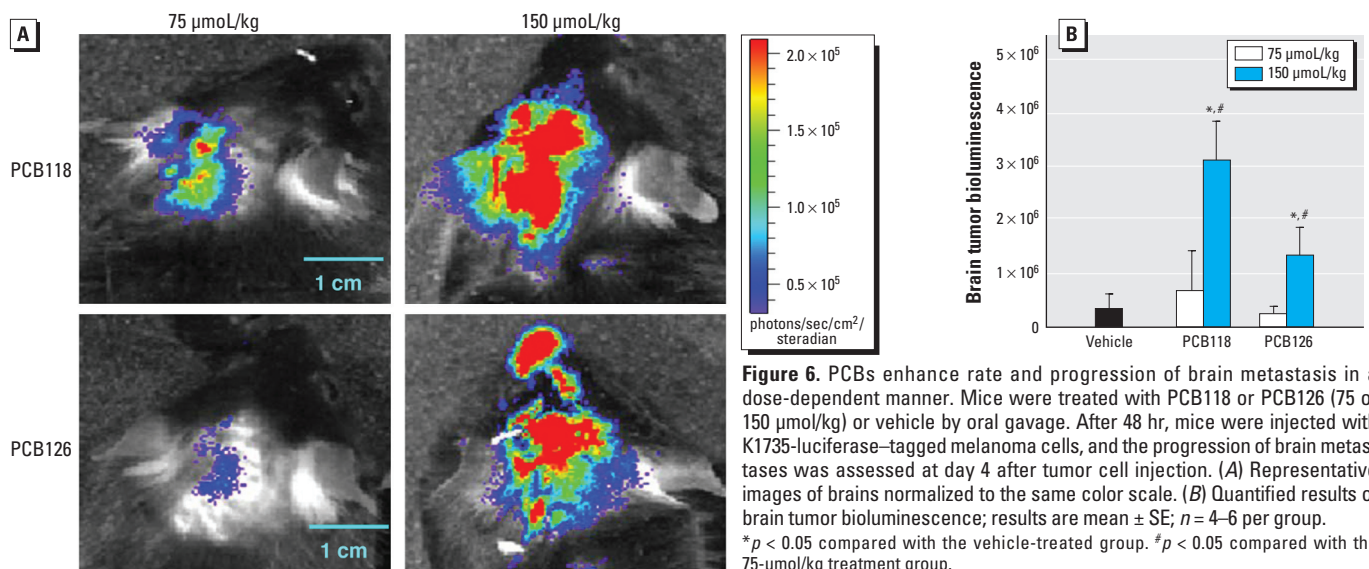 A
75 µmoL/kg
150 µmoL/kg
PCB118
PCB126
1 cm
1 cm
2.0 × 10⁵
1.5 × 10⁵
1.0 × 10⁵
0.5 × 10⁵
photons/sec/cm²/
steradian
B
75 µmoL/kg
150 µmoL/kg
Brain tumor bioluminescence
5 × 10⁶
4 × 10⁶
3 × 10⁶
2 × 10⁶
1 × 10⁶
0
*,#
*,#
Vehicle
PCB118
PCB126
Figure 6. PCBs enhance rate and progression of brain metastasis in a
dose-dependent manner. Mice were treated with PCB118 or PCB126 (75 or
150 µmol/kg) or vehicle by oral gavage. After 48 hr, mice were injected with
K1735-luciferase–tagged melanoma cells, and the progression of brain metas
tases was assessed at day 4 after tumor cell injection. (A) Representative
images of brains normalized to the same color scale. (B) Quantified results o
brain tumor bioluminescence; results are mean ± SE; n = 4–6 per group.
*p < 0.05 compared with the vehicle-treated group. #p < 0.05 compared with th
75-µmol/kg treatment group.